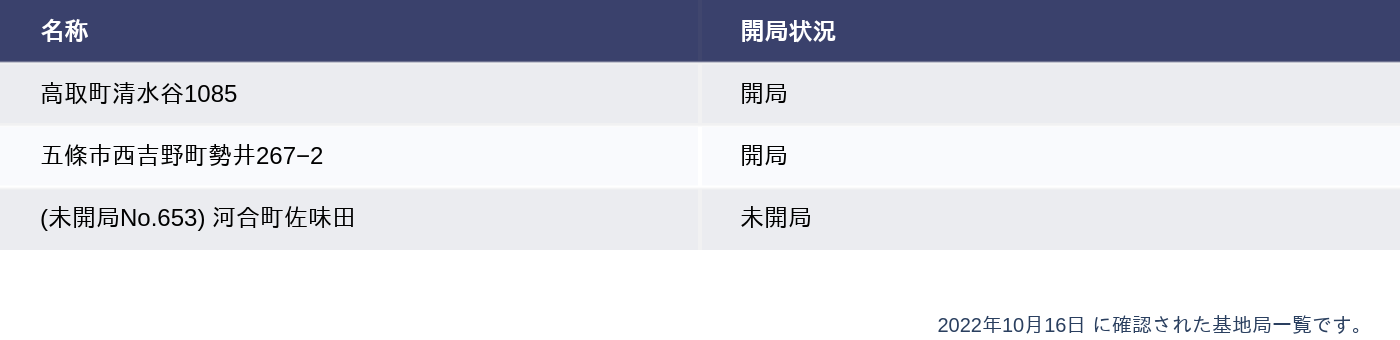 名称 開局状況
高取町清水谷1085 開局
五條市西吉野町勢井267−2 開局
(未開局No.653) 河合町佐味田 未開局
2022年10月16日 に確認された基地局一覧です。